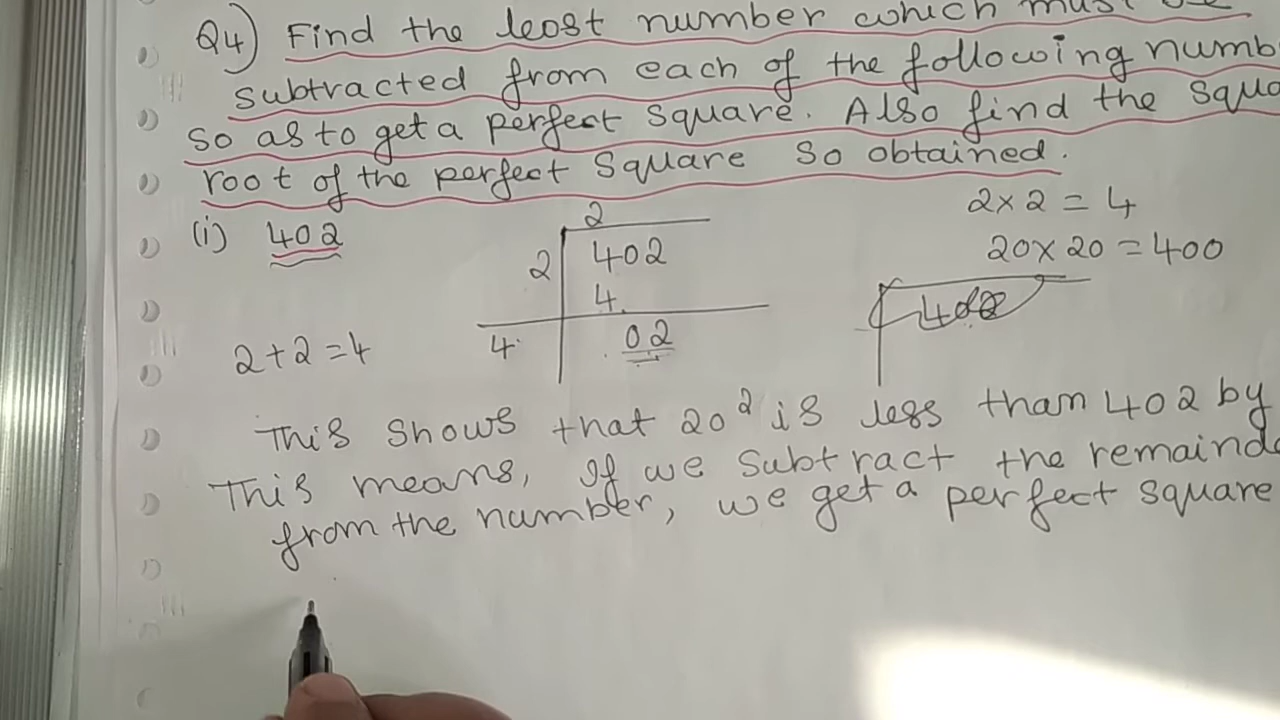 Q4) Find the least number which must be
subtracted from each of the following numb
so as to get a perfect square. Also find the squa
root of the perfect square so obtained.
(i) 402
2
2 402
4
4 02
2+2=4
2×2=4
20×20=400
This shows that 20² is less than 402 by
This means, If we subtract the remainde
from the number, we get a perfect square